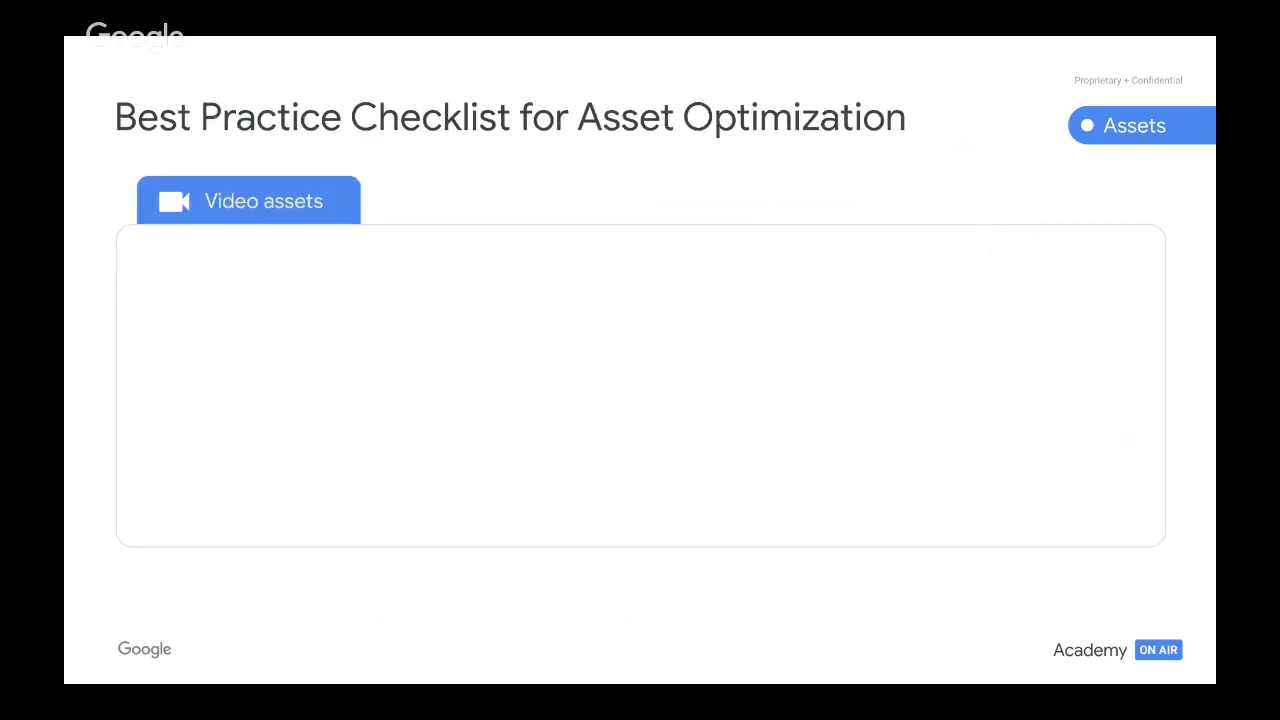 Google
Proprietary + Confidential
Best Practice Checklist for Asset Optimization
Assets
Video assets
Google
Academy ON AIR